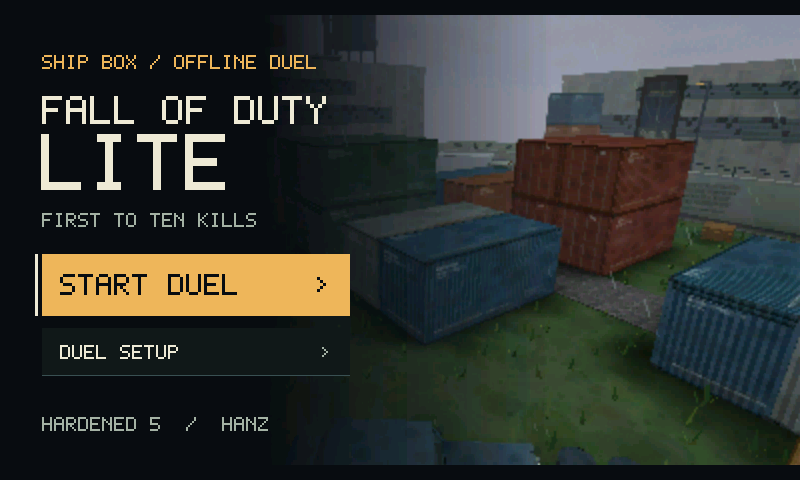 SHIP BOX / OFFLINE DUEL
FALL OF DUTY
LITE
FIRST TO TEN KILLS
START DUEL >
DUEL SETUP >
HARDENED 5 / HANZ